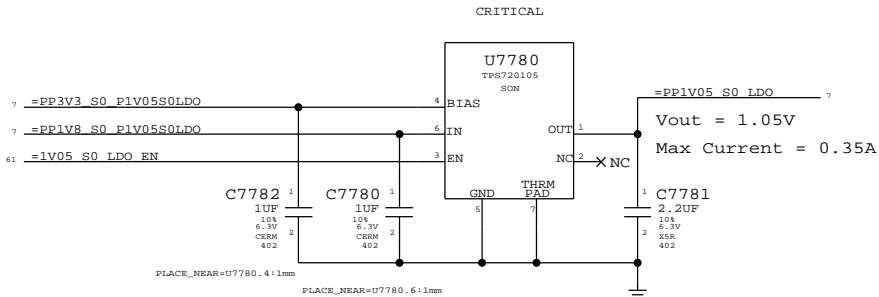 CRITICAL
U7780
TPS720105
SON
7 =PP3V3_S0_P1V05S0LDO 4 BIAS
7 =PP1V8_S0_P1V05S0LDO 6 IN
61 =1V05_S0_LDO_EN 3 EN
OUT 1
NC 2 NC
GND
5
THRM
PAD
7
=PP1V05_S0_LDO 7
Vout = 1.05V
Max Current = 0.35A
C7782 1
1UF
10%
6.3V
CERM 2
402
C7780 1
1UF
10%
6.3V
CERM 2
402
1 C7781
2.2UF
10%
6.3V
2 X5R
402
PLACE_NEAR=U7780.4:1mm
PLACE_NEAR=U7780.6:1mm